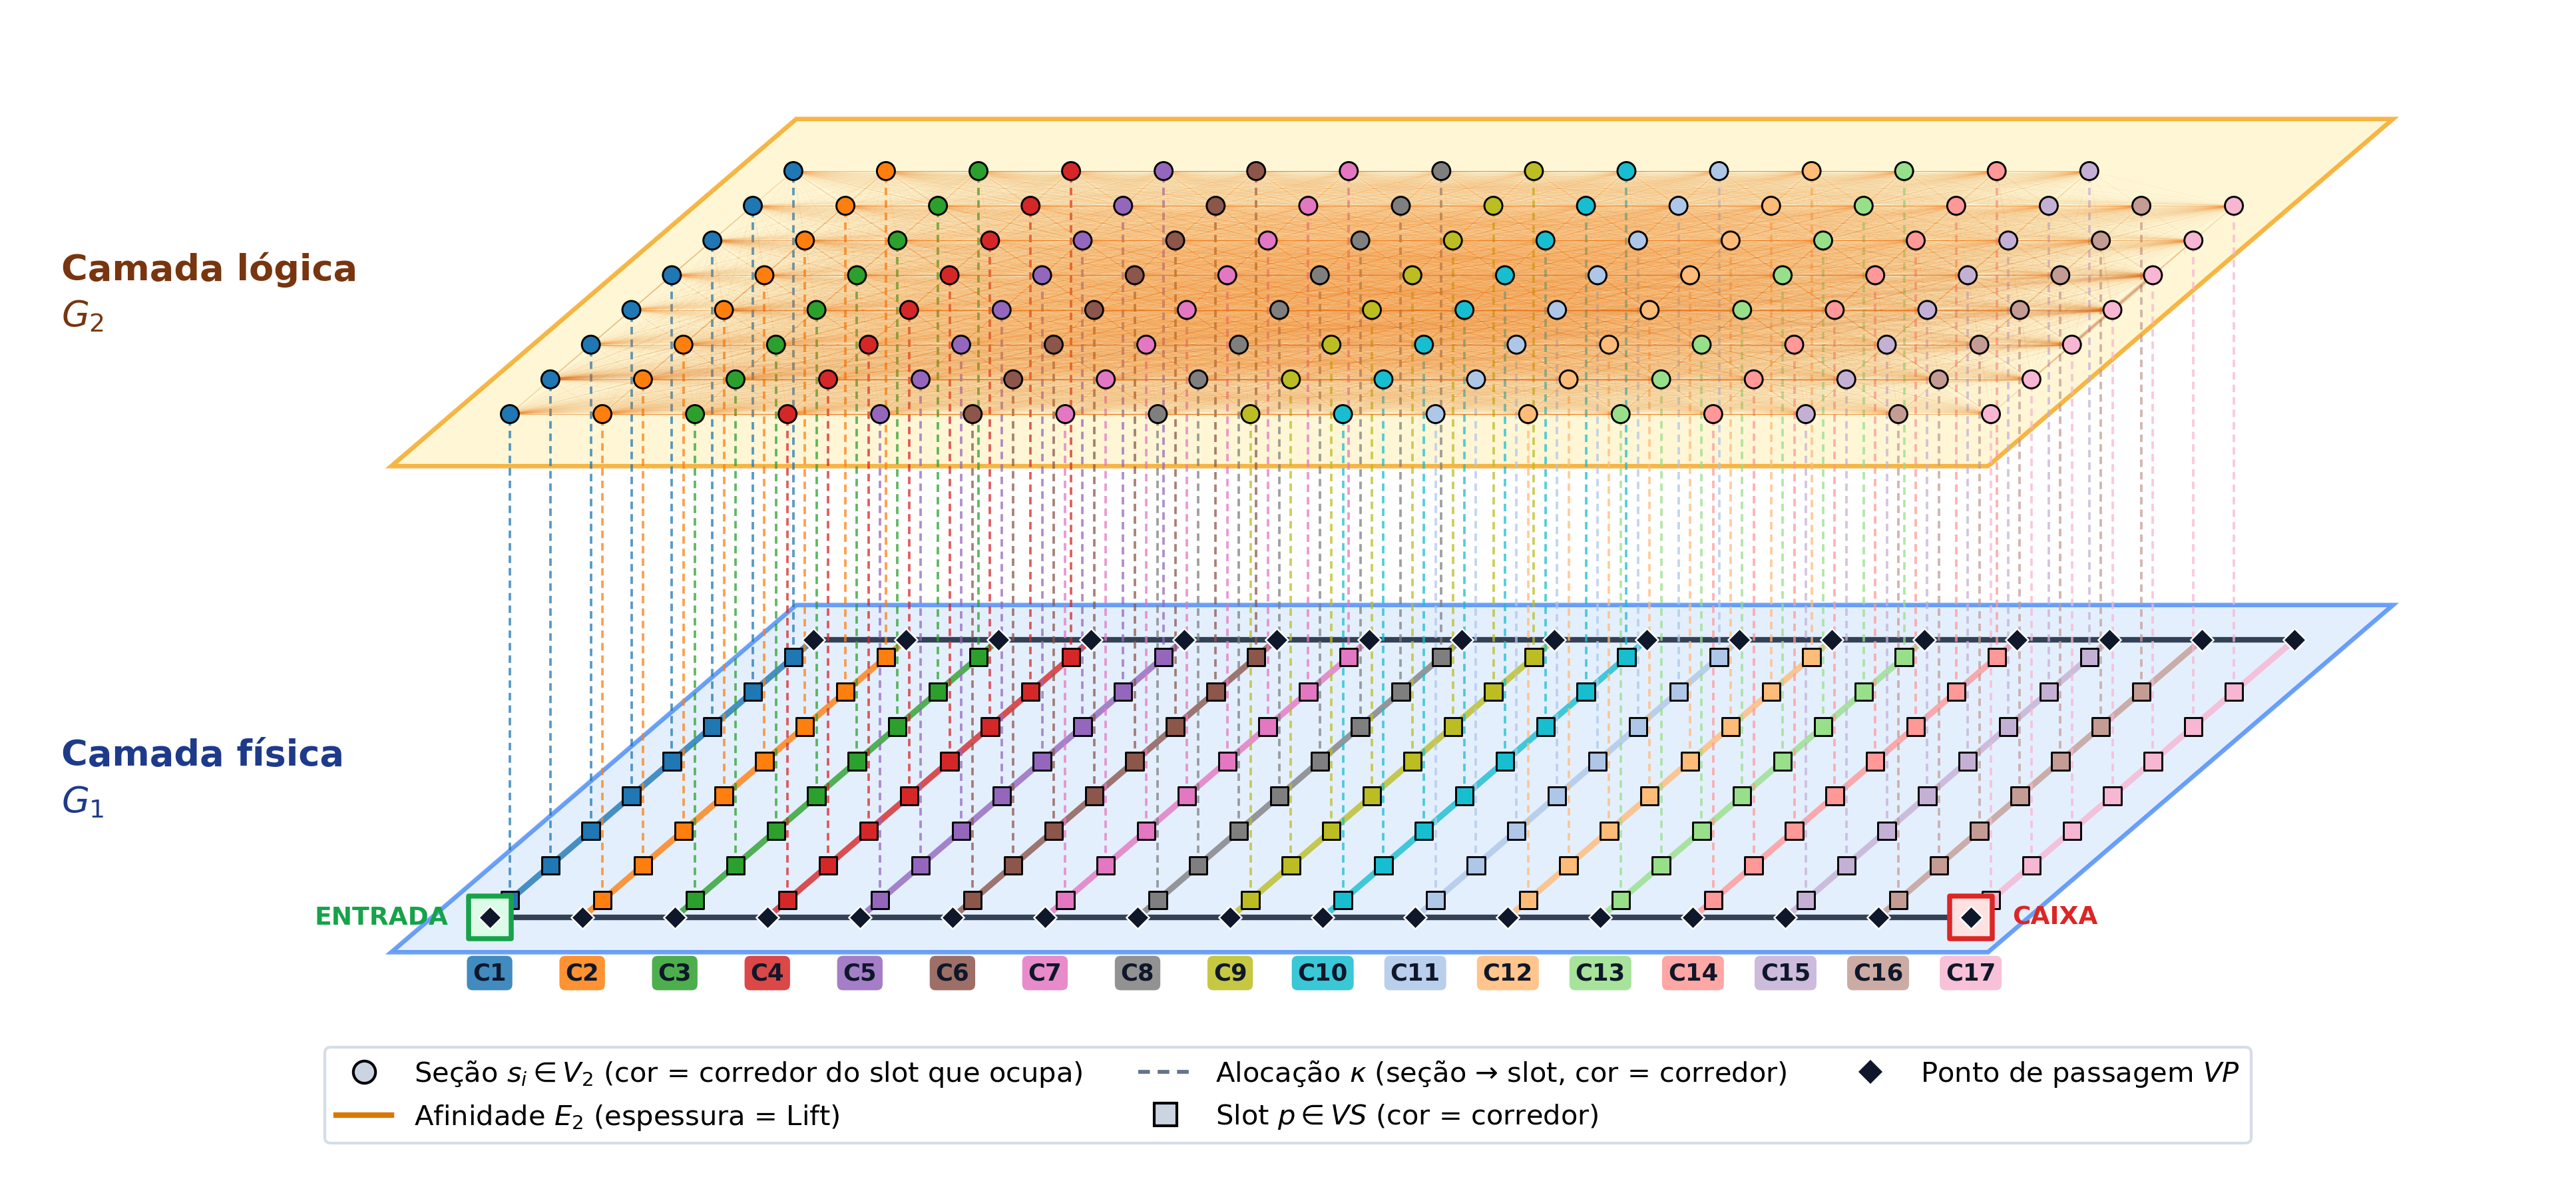 Camada lógica
G₂
Camada física
G₁
ENTRADA
CAIXA
C1 C2 C3 C4 C5 C6 C7 C8 C9 C10 C11 C12 C13 C14 C15 C16 C17
Seção sᵢ ∈ V₂ (cor = corredor do slot que ocupa)
Afinidade E₂ (espessura = Lift)
Alocação κ (seção → slot, cor = corredor)
Slot p ∈ VS (cor = corredor)
Ponto de passagem VP